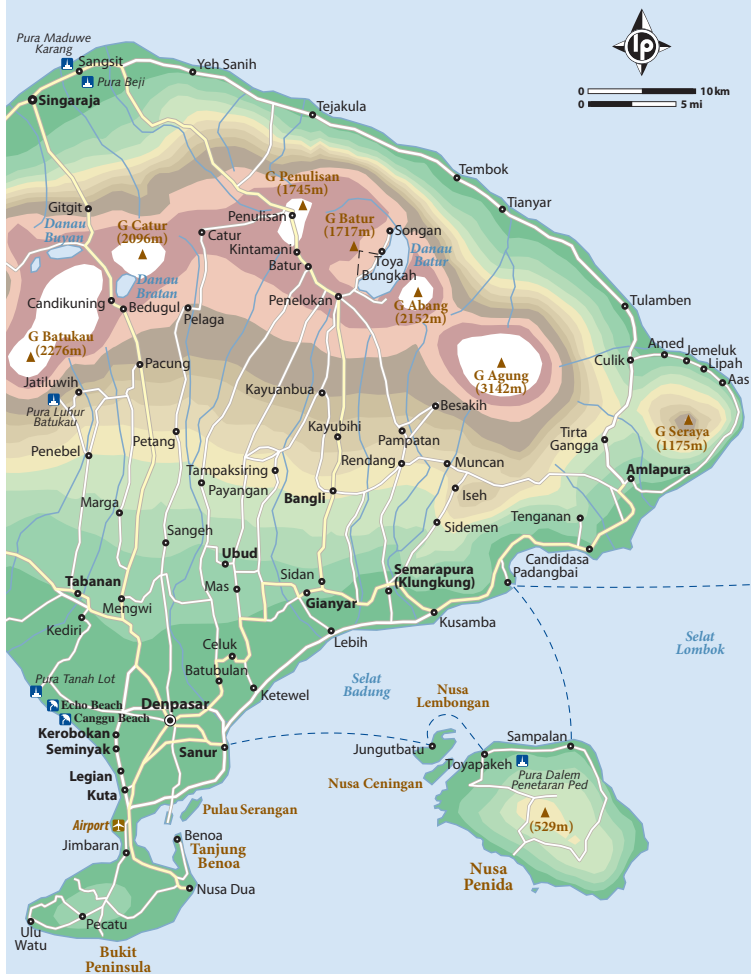 Pura Maduwe
Karang
Sangsit
Pura Beji
Yeh Sanih
Singaraja
Tejakula
lp
0 10 km
0 5 mi
Tembok
Tianyar
G Penulisan
(1745m)
Penulisan
G Batur
(1717m)
Songan
Gitgit
Danau
Buyan
G Catur
(2096m)
Catur
Kintamani
Batur
Toya
Bungkah
Danau
Batur
Danau
Bratan
Candikuning
Bedugul
Pelaga
Penelokan
G Abang
(2152m)
Tulamben
G Batukau
(2276m)
Pacung
G Agung
(3142m)
Culik
Amed
Jemeluk
Lipah
Aas
Jatiluwih
Pura Luhur
Batukau
Kayuanbua
Besakih
G Seraya
(1175m)
Penebel
Petang
Kayubihi
Pampatan
Tirta
Gangga
Tampaksiring
Rendang
Muncan
Amlapura
Payangan
Bangli
Iseh
Marga
Sangeh
Sidemen
Tenganan
Ubud
Candidasa
Padangbai
Tabanan
Mengwi
Mas
Sidan
Gianyar
Semarapura
(Klungkung)
Kediri
Lebih
Kusamba
Celuk
Batubulan
Ketewel
Selat
Badung
Selat
Lombok
Pura Tanah Lot
Echo Beach
Canggu Beach
Denpasar
Nusa
Lembongan
Kerobokan
Seminyak
Sanur
Jungutbatu
Toyapakeh
Sampalan
Legian
Kuta
Nusa Ceningan
Pura Dalem
Penetaran Ped
Airport
Pulau Serangan
(529m)
Jimbaran
Benoa
Tanjung
Benoa
Nusa Dua
Nusa
Penida
Ulu
Watu
Pecatu
Bukit
Peninsula